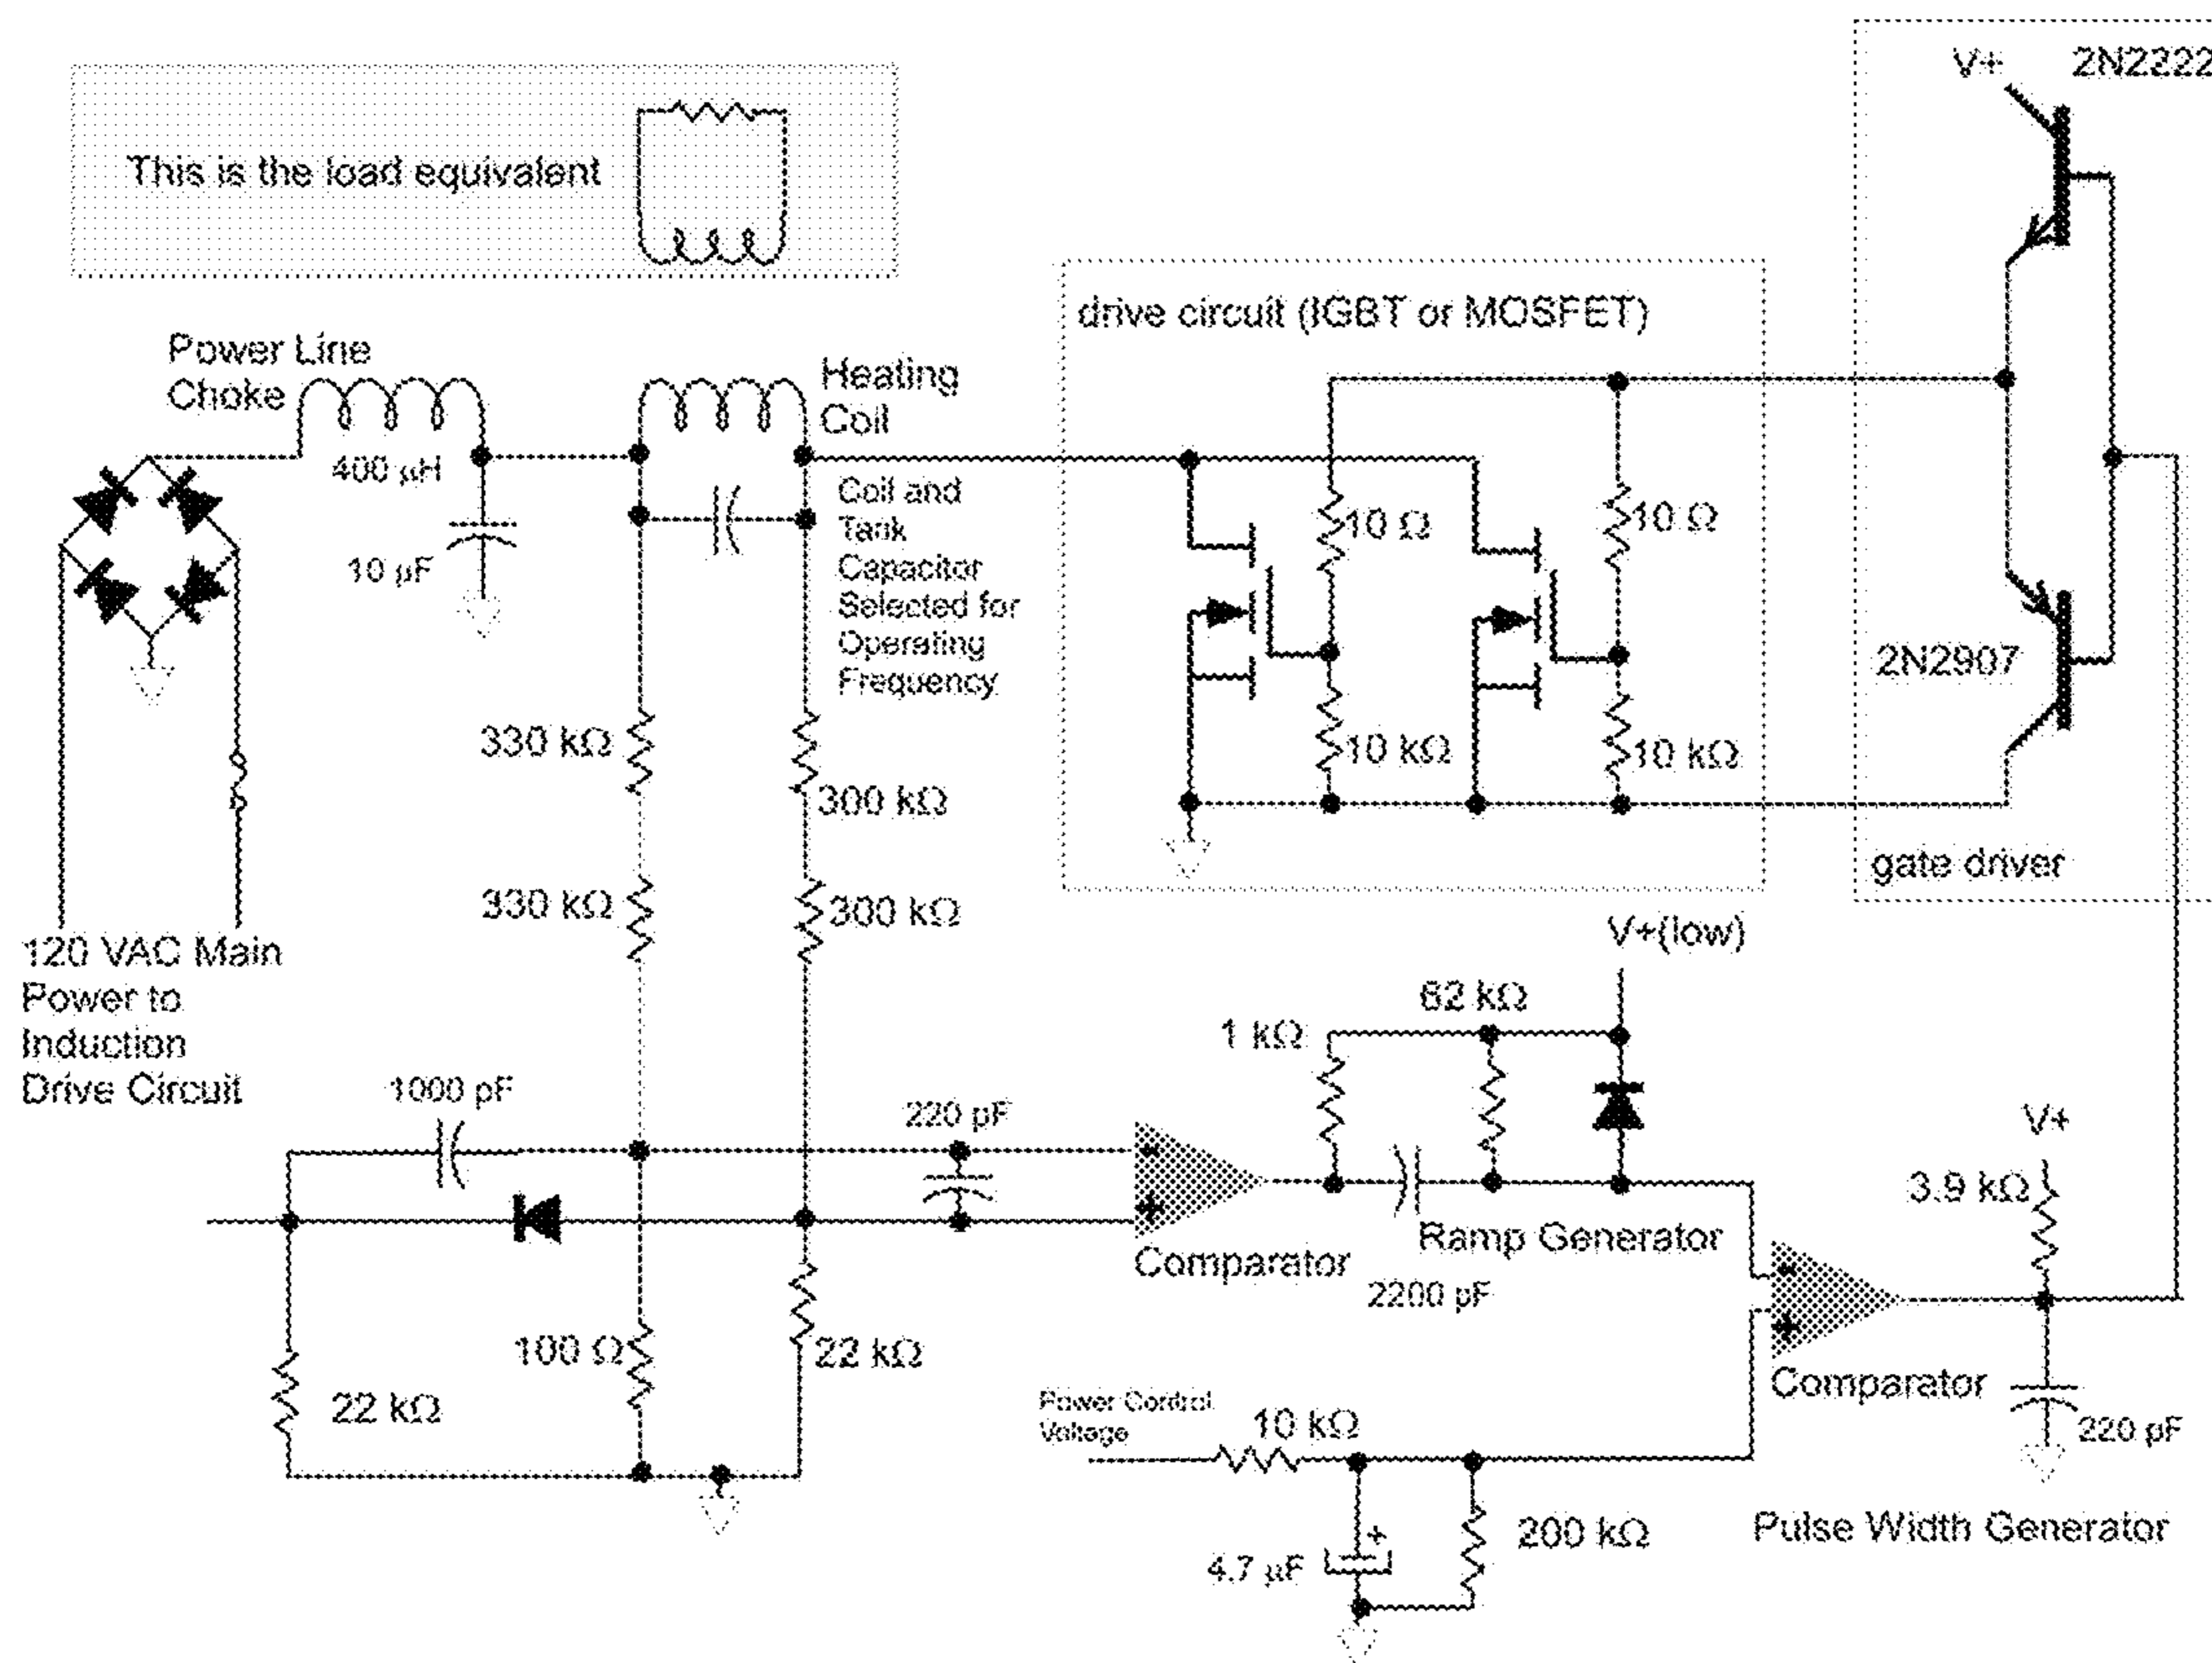 V+ 2N2222
This is the load equivalent
drive circuit (IGBT or MOSFET)
Power Line
Choke
Heating
Coil
400 µH
10 µF
Coil and
Tank
Capacitor
Selected for
Operating
Frequency
10 Ω
10 Ω
2N2907
330 kΩ
300 kΩ
10 kΩ
10 kΩ
330 kΩ
300 kΩ
gate driver
120 VAC Main
Power to
Induction
Drive Circuit
V+(low)
62 kΩ
1 kΩ
1000 pF
220 pF
V+
3.9 kΩ
-
+
Comparator
Ramp Generator
2200 pF
-
+
Comparator
100 Ω
22 kΩ
22 kΩ
Power Control
Voltage
10 kΩ
220 pF
+
4.7 µF
200 kΩ
Pulse Width Generator